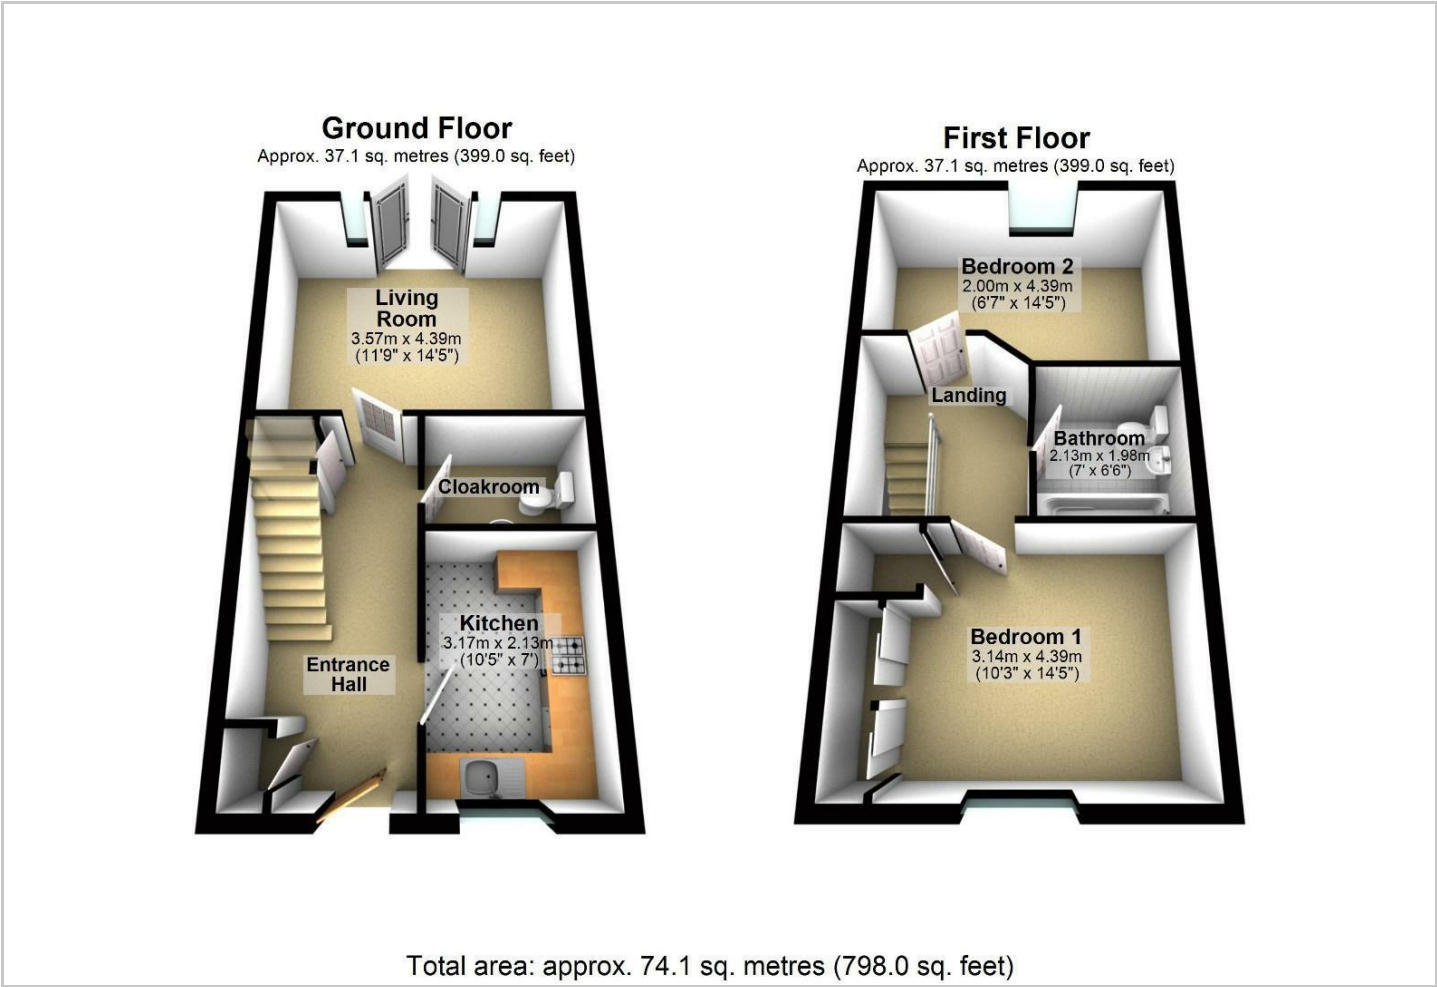 Ground Floor
Approx. 37.1 sq. metres (399.0 sq. feet)
Living
Room
3.57m x 4.39m
(11'9" x 14'5")
Cloakroom
Kitchen
3.17m x 2.13m
(10'5" x 7')
Entrance
Hall
First Floor
Approx. 37.1 sq. metres (399.0 sq. feet)
Bedroom 2
2.00m x 4.39m
(6'7" x 14'5")
Landing
Bathroom
2.13m x 1.98m
(7' x 6'6")
Bedroom 1
3.14m x 4.39m
(10'3" x 14'5")
Total area: approx. 74.1 sq. metres (798.0 sq. feet)